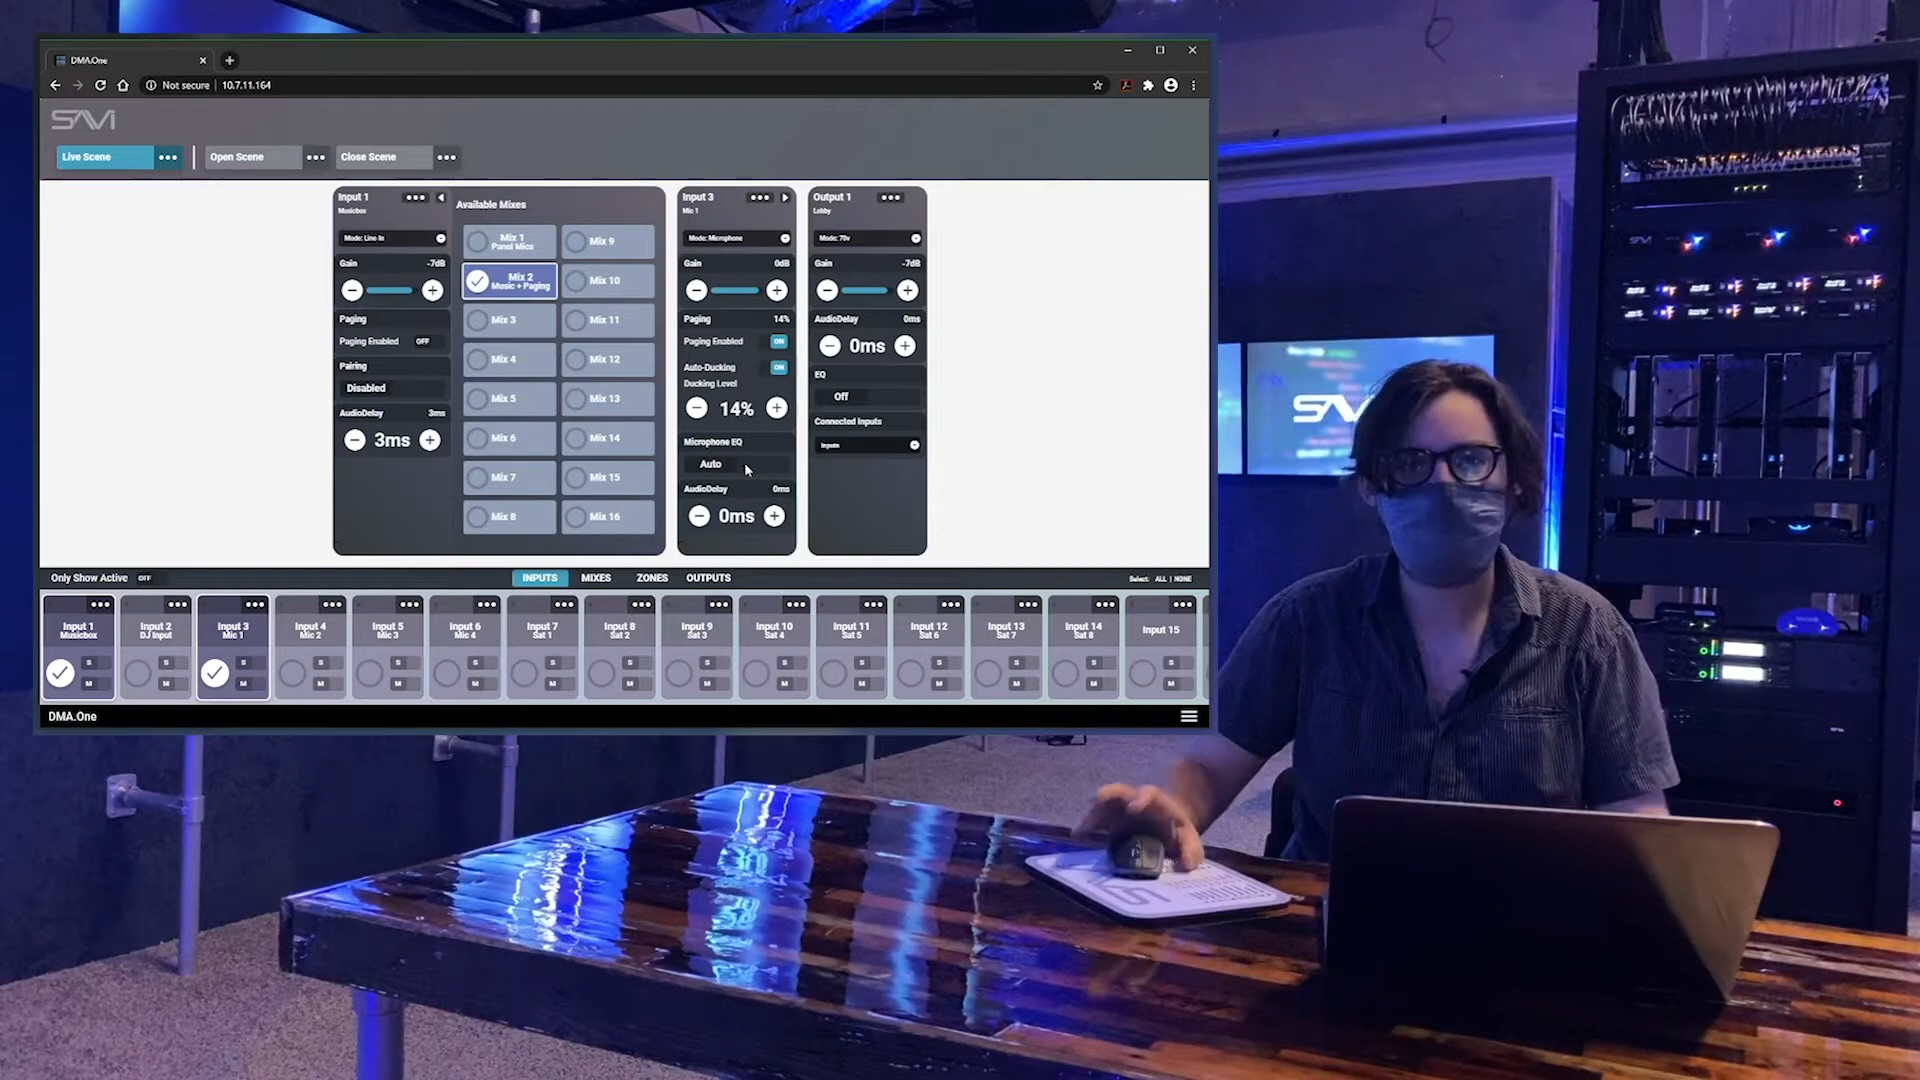 DMA.One
Not secure | 10.7.11.164
SAVI
Live Scene
Open Scene
Close Scene
Input 1
Musicbox
Mode: Line-In
Gain -7dB
Paging
Paging Enabled OFF
Pairing
Disabled
AudioDelay 3ms
3ms
Available Mixes
Mix 1
Panel Mics
Mix 2
Music + Paging
Mix 3
Mix 4
Mix 5
Mix 6
Mix 7
Mix 8
Mix 9
Mix 10
Mix 11
Mix 12
Mix 13
Mix 14
Mix 15
Mix 16
Input 3
Mic 1
Mode: Microphone
Gain 0dB
Paging 14%
Paging Enabled ON
Auto-Ducking ON
Ducking Level
14%
Microphone EQ
Auto
AudioDelay 0ms
0ms
Output 1
Lobby
Mode: 70v
Gain -7dB
AudioDelay 0ms
0ms
EQ
Off
Connected Inputs
Inputs
Only Show Active OFF
INPUTS MIXES ZONES OUTPUTS
Select: ALL | NONE
Input 1
Musicbox
S
M
Input 2
DJ Input
S
M
Input 3
Mic 1
S
M
Input 4
Mic 2
S
M
Input 5
Mic 3
S
M
Input 6
Mic 4
S
M
Input 7
Sat 1
S
M
Input 8
Sat 2
S
M
Input 9
Sat 3
S
M
Input 10
Sat 4
S
M
Input 11
Sat 5
S
M
Input 12
Sat 6
S
M
Input 13
Sat 7
S
M
Input 14
Sat 8
S
M
Input 15
S
M
DMA.One
SAVI